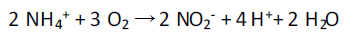 2 NH₄⁺ + 3 O₂ → 2 NO₂⁻ + 4 H⁺+ 2 H₂O